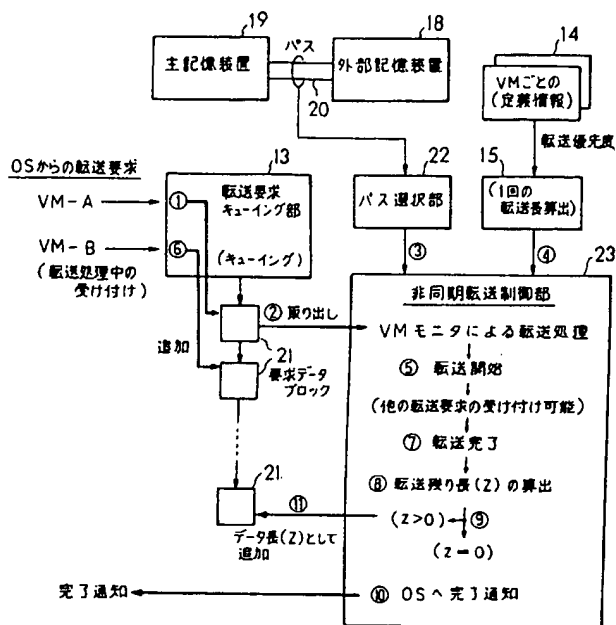 19
18
14
パス
主記憶装置
外部記憶装置
20
VMごとの
(定義情報)
転送優先度
OSからの転送要求
13
22
15
VM-A
①
転送要求
キューイング部
パス選択部
(1回の
転送長算出)
VM-B
⑥
(キューイング)
(転送処理中の
受け付け)
③
④
23
非同期転送制御部
②取り出し
VMモニタによる転送処理
21
追加
⑤ 転送開始
21
要求データ
ブロック
(他の転送要求の受け付け可能)
⑦ 転送完了
⑧ 転送残り長(Z)の算出
21
⑪
(Z>0)
⑨
データ長(Z)として
追加
(Z=0)
完了通知
⑩ OSへ完了通知